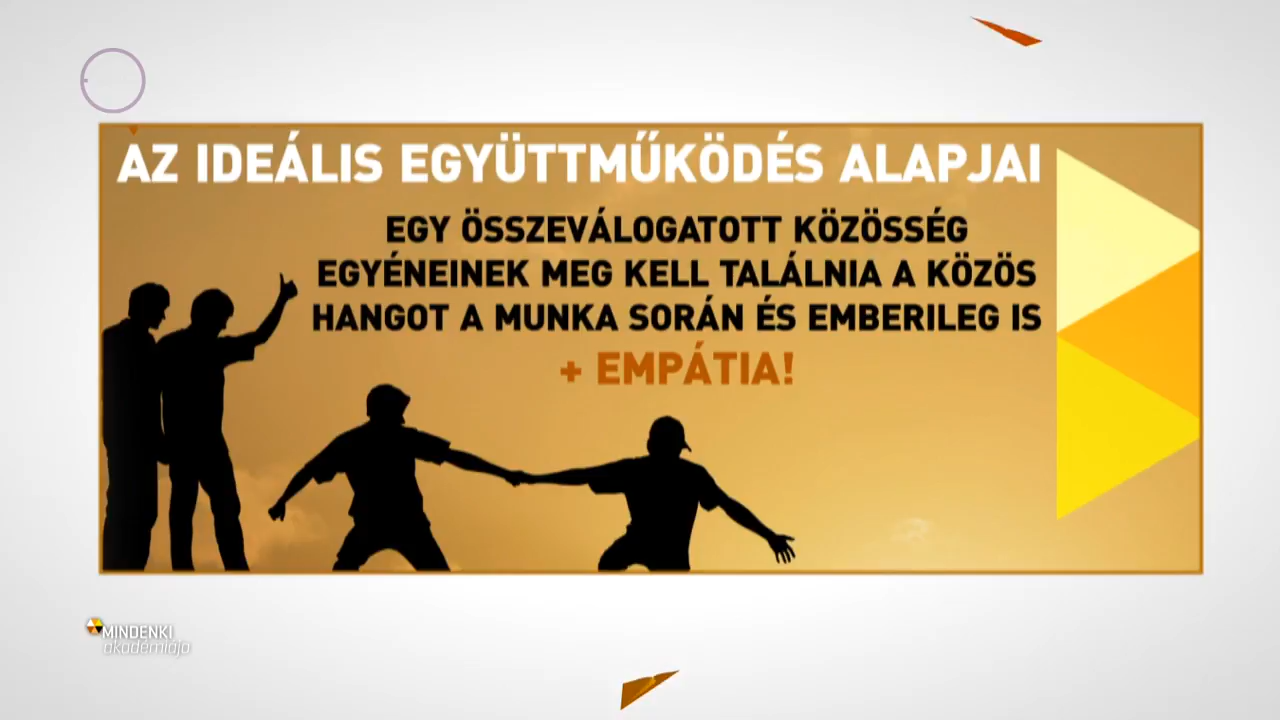 AZ IDEÁLIS EGYÜTTMŰKÖDÉS ALAPJAI
EGY ÖSSZEVÁLOGATOTT KÖZÖSSÉG
EGYÉNEINEK MEG KELL TALÁLNIA A KÖZÖS
HANGOT A MUNKA SORÁN ÉS EMBERILEG IS
+ EMPÁTIA!
MINDENKI
akadémiája